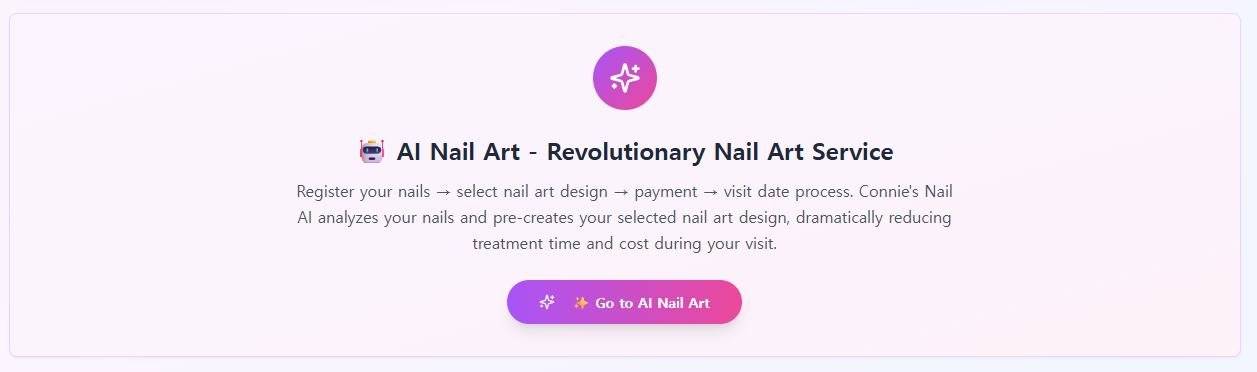 🤖 AI Nail Art - Revolutionary Nail Art Service
Register your nails → select nail art design → payment → visit date process. Connie's Nail
AI analyzes your nails and pre-creates your selected nail art design, dramatically reducing
treatment time and cost during your visit.
✨ Go to AI Nail Art